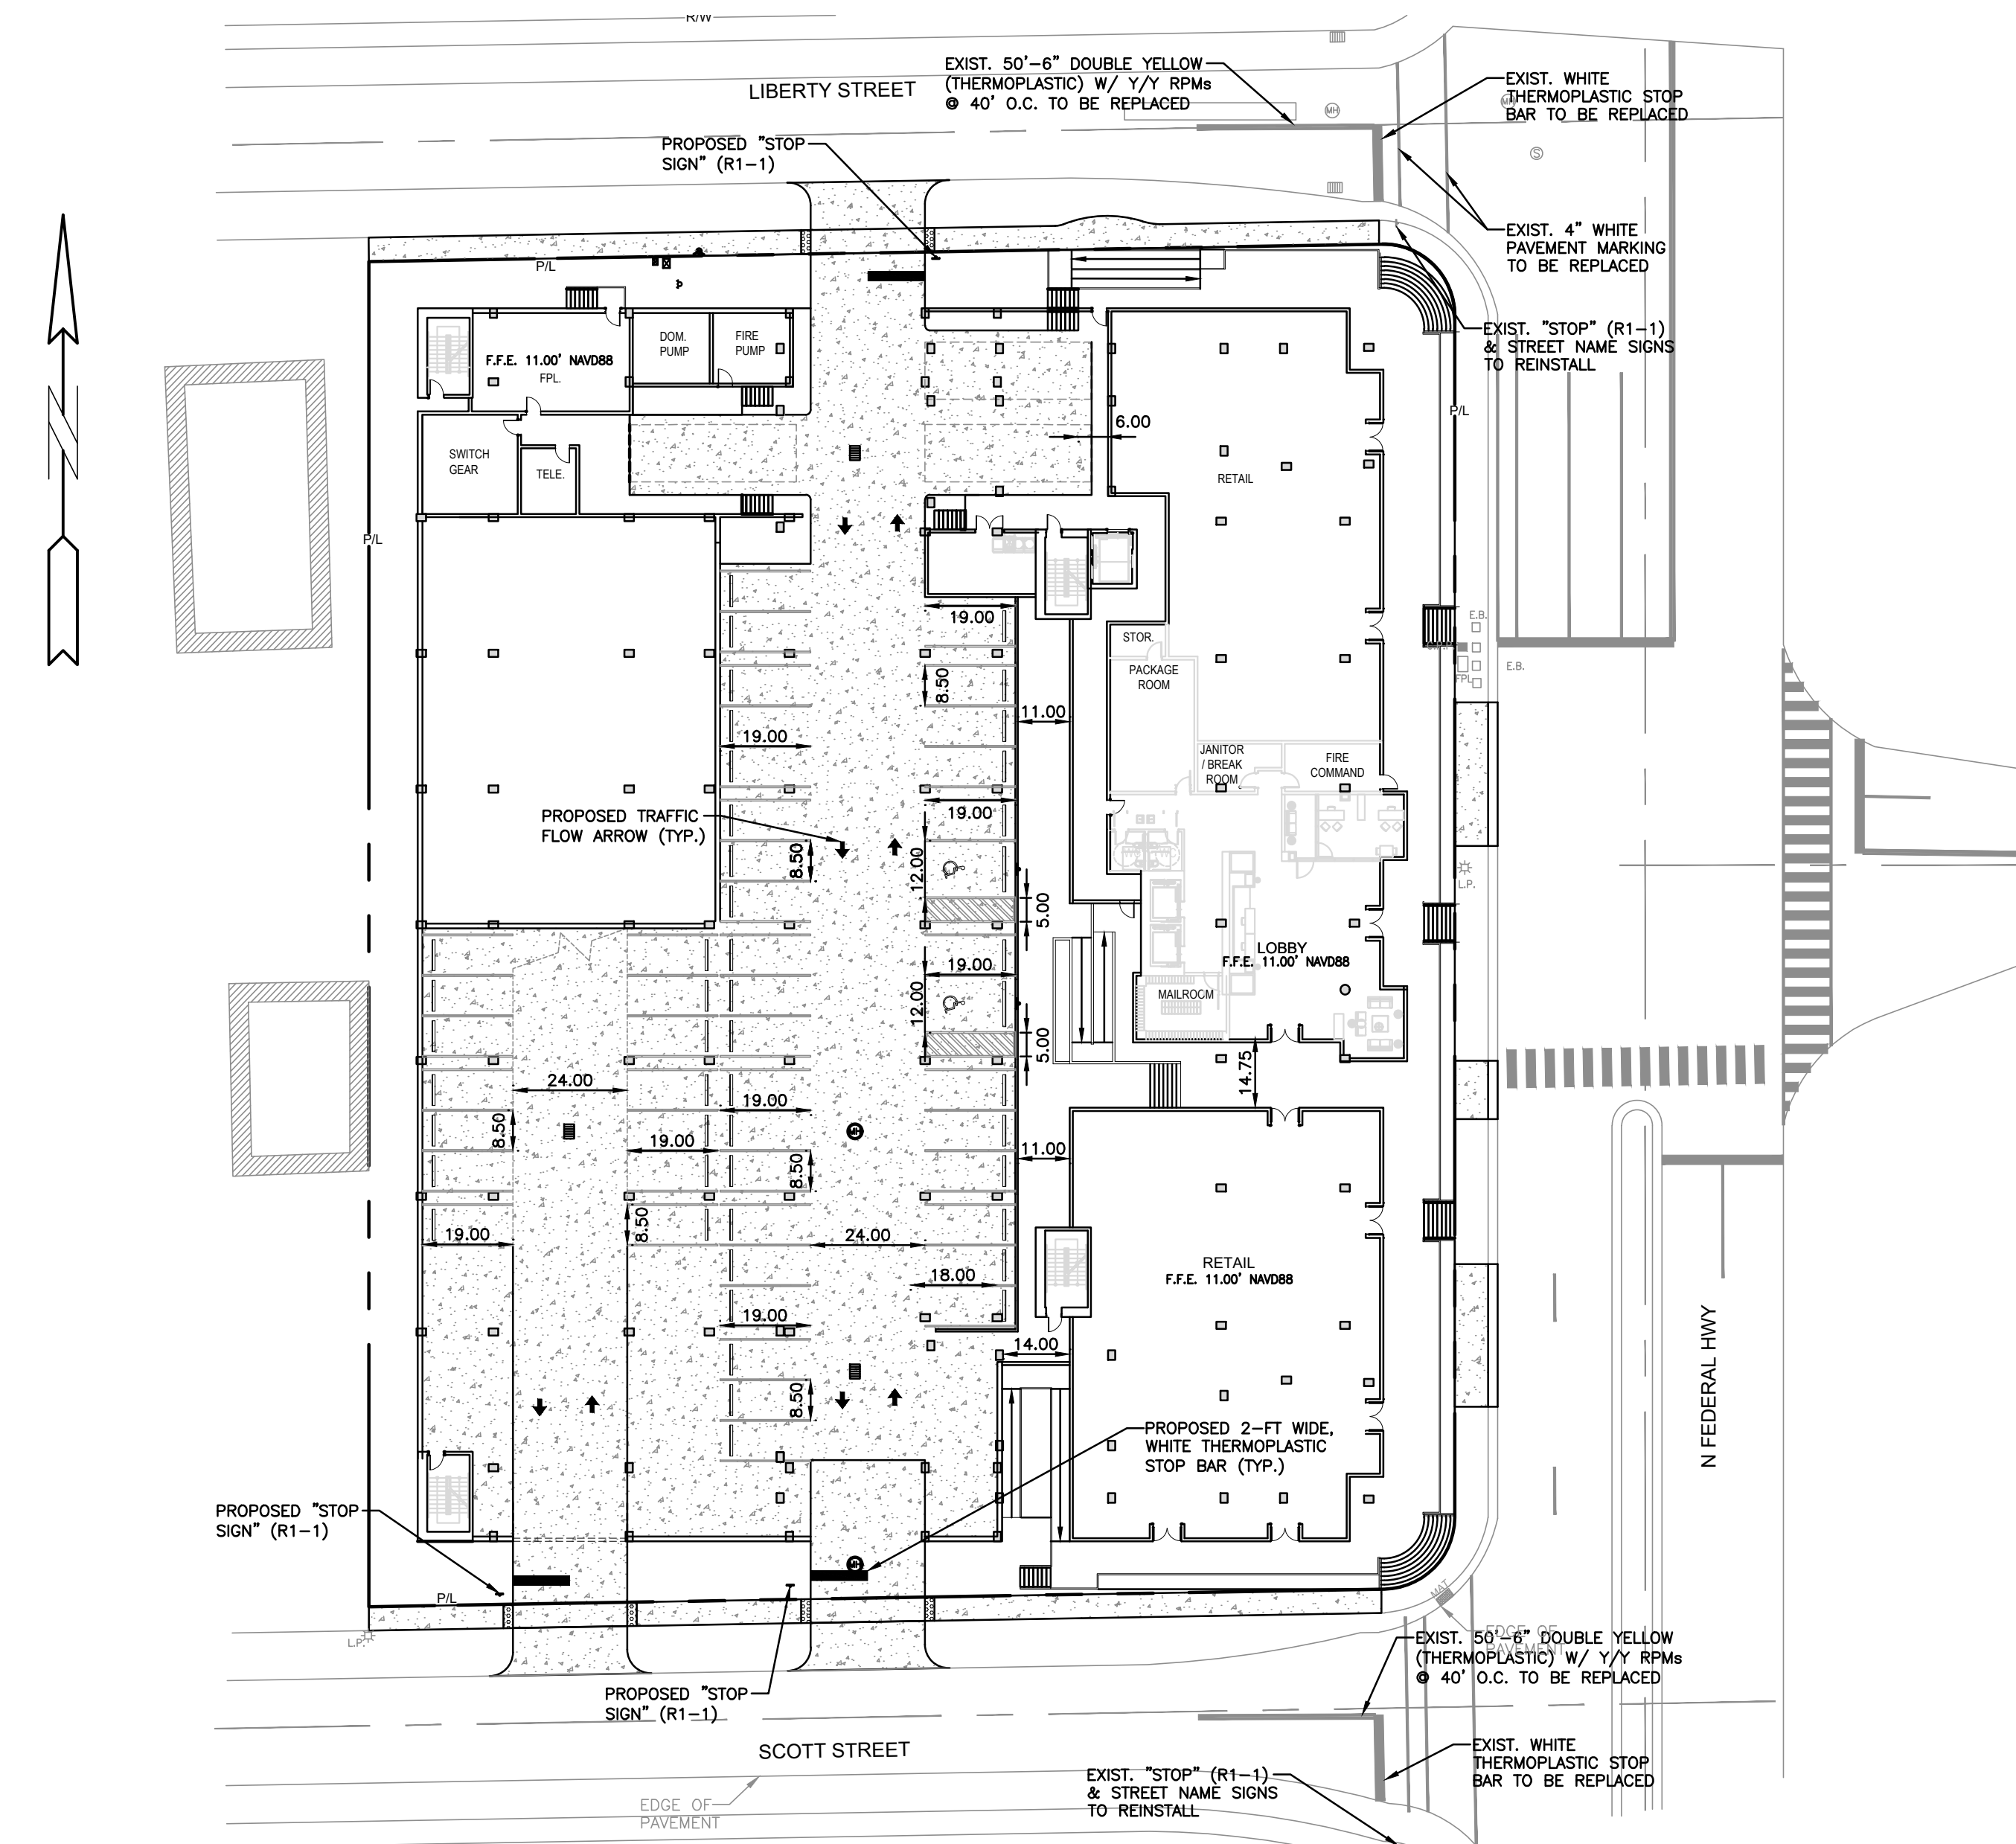 R/W
EXIST. 50'-6" DOUBLE YELLOW
(THERMOPLASTIC) W/ Y/Y RPMs
@ 40' O.C. TO BE REPLACED
LIBERTY STREET
EXIST. WHITE
THERMOPLASTIC STOP
BAR TO BE REPLACED
MH
MH
S
PROPOSED "STOP
SIGN" (R1-1)
EXIST. 4" WHITE
PAVEMENT MARKING
TO BE REPLACED
P/L
EXIST. "STOP" (R1-1)
& STREET NAME SIGNS
TO REINSTALL
DOM.
PUMP
FIRE
PUMP
F.F.E. 11.00' NAVD88
FPL.
P/L
6.00
SWITCH
GEAR
TELE.
RETAIL
P/L
19.00
E.B.
STOR.
E.B.
PACKAGE
ROOM
FPL
8.50
11.00
19.00
JANITOR
/ BREAK
ROOM
FIRE
COMMAND
PROPOSED TRAFFIC
FLOW ARROW (TYP.)
19.00
8.50
12.00
5.00
L.P.
LOBBY
F.F.E. 11.00' NAVD88
19.00
12.00
MAILROOM
5.00
14.75
24.00
19.00
8.50
MH
19.00
8.50
11.00
8.50
19.00
24.00
RETAIL
F.F.E. 11.00' NAVD88
18.00
19.00
14.00
8.50
N FEDERAL HWY
PROPOSED 2-FT WIDE,
WHITE THERMOPLASTIC
STOP BAR (TYP.)
PROPOSED "STOP
SIGN" (R1-1)
MH
P/L
MAT
L.P.
EDGE OF
PAVEMENT
EXIST. 50'-6" DOUBLE YELLOW
(THERMOPLASTIC) W/ Y/Y RPMs
@ 40' O.C. TO BE REPLACED
PROPOSED "STOP
SIGN" (R1-1)
SCOTT STREET
EXIST. WHITE
THERMOPLASTIC STOP
BAR TO BE REPLACED
EXIST. "STOP" (R1-1)
& STREET NAME SIGNS
TO REINSTALL
EDGE OF
PAVEMENT